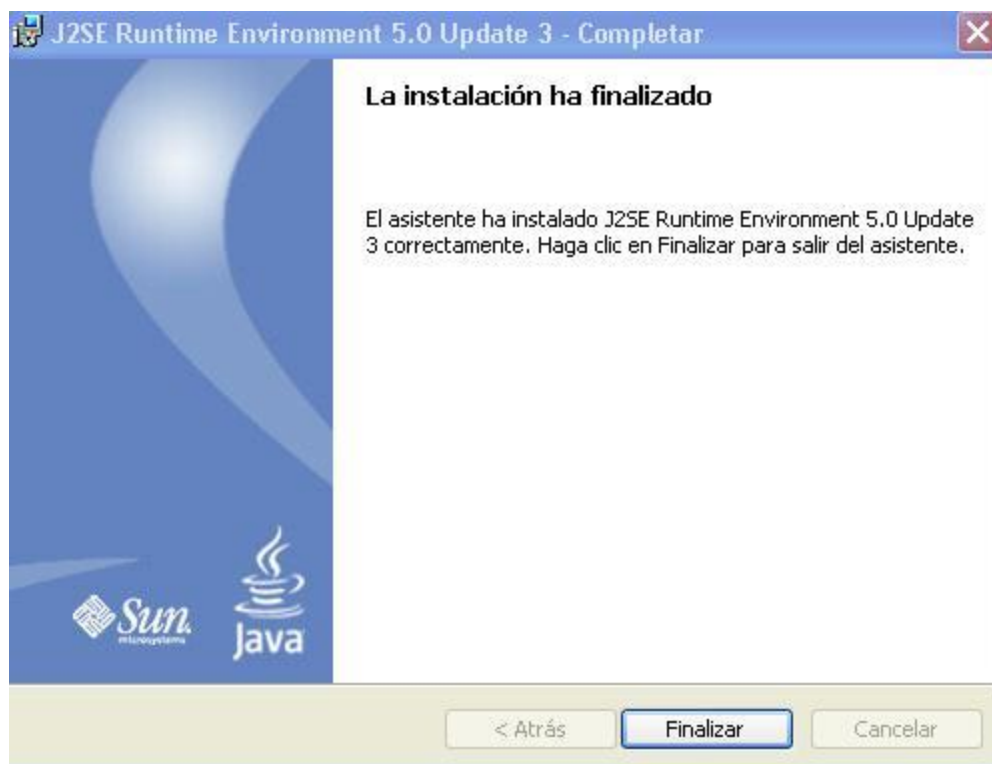 J2SE Runtime Environment 5.0 Update 3 - Completar
La instalación ha finalizado
El asistente ha instalado J2SE Runtime Environment 5.0 Update
3 correctamente. Haga clic en Finalizar para salir del asistente.
Sun.
microsystems
Java
< Atrás
Finalizar
Cancelar